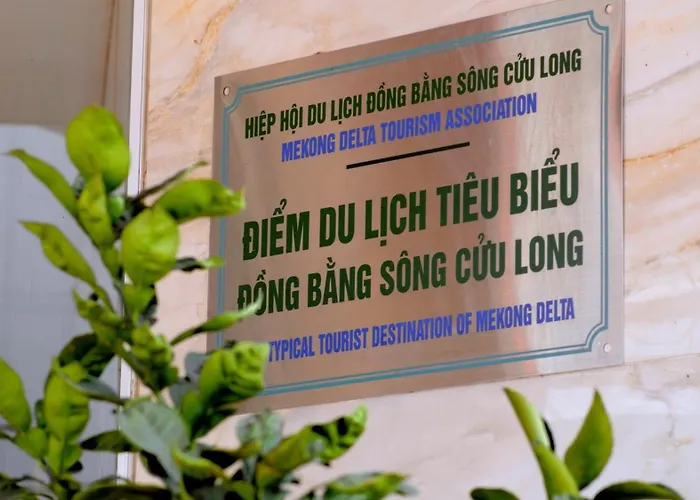 HIỆP HỘI DU LỊCH ĐỒNG BẰNG SÔNG CỬU LONG
MEKONG DELTA TOURISM ASSOCIATION
ĐIỂM DU LỊCH TIÊU BIỂU
ĐỒNG BẰNG SÔNG CỬU LONG
TYPICAL TOURIST DESTINATION OF MEKONG DELTA